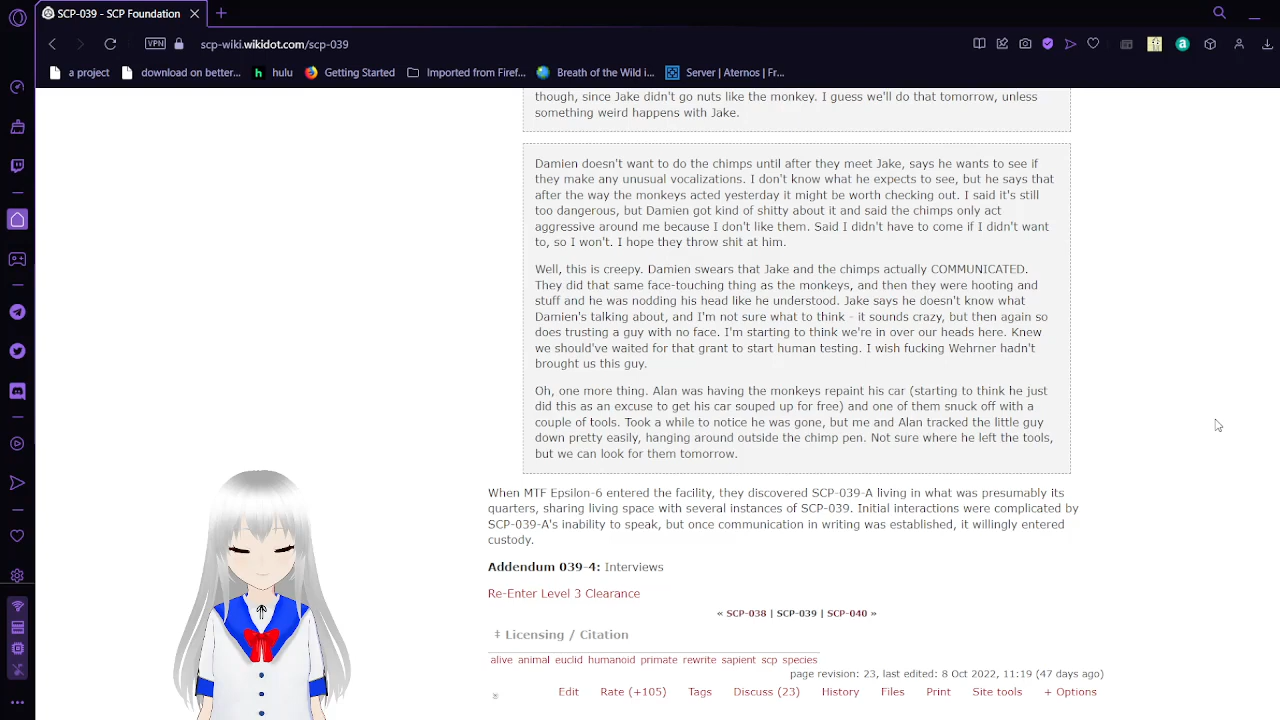 SCP-039 - SCP Foundation
VPN
scp-wiki.wikidot.com/scp-039
a project
download on better...
hulu
Getting Started
Imported from Firef...
Breath of the Wild i...
Server | Aternos | Fr...
though, since Jake didn't go nuts like the monkey. I guess we'll do that tomorrow, unless
something weird happens with Jake.
Damien doesn't want to do the chimps until after they meet Jake, says he wants to see if
they make any unusual vocalizations. I don't know what he expects to see, but he says that
after the way the monkeys acted yesterday it might be worth checking out. I said it's still
too dangerous, but Damien got kind of shitty about it and said the chimps only act
aggressive around me because I don't like them. Said I didn't have to come if I didn't want
to, so I won't. I hope they throw shit at him.
Well, this is creepy. Damien swears that Jake and the chimps actually COMMUNICATED.
They did that same face-touching thing as the monkeys, and then they were hooting and
stuff and he was nodding his head like he understood. Jake says he doesn't know what
Damien's talking about, and I'm not sure what to think - it sounds crazy, but then again so
does trusting a guy with no face. I'm starting to think we're in over our heads here. Knew
we should've waited for that grant to start human testing. I wish fucking Wehrner hadn't
brought us this guy.
Oh, one more thing. Alan was having the monkeys repaint his car (starting to think he just
did this as an excuse to get his car souped up for free) and one of them snuck off with a
couple of tools. Took a while to notice he was gone, but me and Alan tracked the little guy
down pretty easily, hanging around outside the chimp pen. Not sure where he left the tools,
but we can look for them tomorrow.
When MTF Epsilon-6 entered the facility, they discovered SCP-039-A living in what was presumably its
quarters, sharing living space with several instances of SCP-039. Initial interactions were complicated by
SCP-039-A's inability to speak, but once communication in writing was established, it willingly entered
custody.
Addendum 039-4: Interviews
Re-Enter Level 3 Clearance
« SCP-038 | SCP-039 | SCP-040 »
‡ Licensing / Citation
alive animal euclid humanoid primate rewrite sapient scp species
page revision: 23, last edited: 8 Oct 2022, 11:19 (47 days ago)
Edit Rate (+105) Tags Discuss (23) History Files Print Site tools + Options